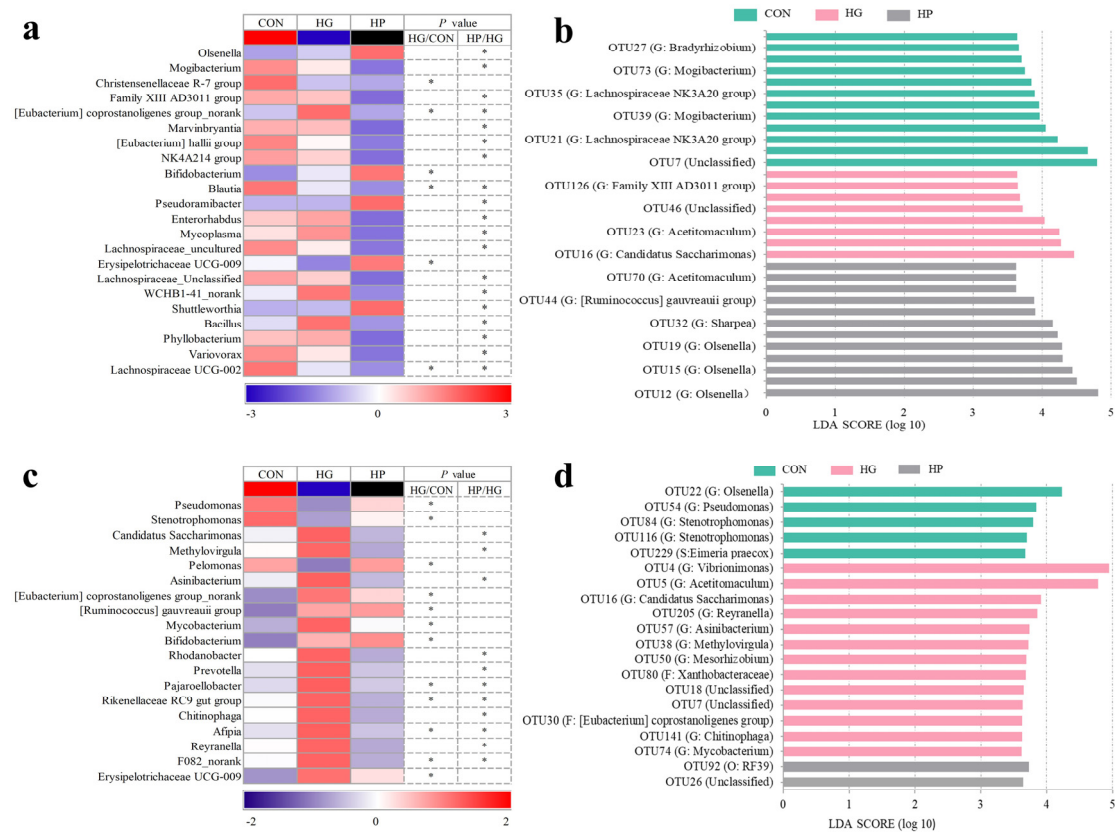 a
CON HG HP P value
HG/CON HP/HG
Olsenella *
Mogibacterium *
Christensenellaceae R-7 group *
Family XIII AD3011 group *
[Eubacterium] coprostanoligenes group_norank * *
Marvinbryantia *
[Eubacterium] hallii group *
NK4A214 group *
Bifidobacterium *
Blautia * *
Pseudoramibacter *
Enterorhabdus *
Mycoplasma *
Lachnospiraceae_uncultured *
Erysipelotrichaceae UCG-009 *
Lachnospiraceae_Unclassified *
WCHB1-41_norank *
Shuttleworthia *
Bacillus *
Phyllobacterium *
Variovorax *
Lachnospiraceae UCG-002 * *
-3 0 3
b
CON HG HP
OTU27 (G: Bradyrhizobium)
OTU73 (G: Mogibacterium)
OTU35 (G: Lachnospiraceae NK3A20 group)
OTU39 (G: Mogibacterium)
OTU21 (G: Lachnospiraceae NK3A20 group)
OTU7 (Unclassified)
OTU126 (G: Family XIII AD3011 group)
OTU46 (Unclassified)
OTU23 (G: Acetitomaculum)
OTU16 (G: Candidatus Saccharimonas)
OTU70 (G: Acetitomaculum)
OTU44 (G: [Ruminococcus] gauvreauii group)
OTU32 (G: Sharpea)
OTU19 (G: Olsenella)
OTU15 (G: Olsenella)
OTU12 (G: Olsenella)
0 1 2 3 4 5
LDA SCORE (log 10)
c
CON HG HP P value
HG/CON HP/HG
Pseudomonas *
Stenotrophomonas *
Candidatus Saccharimonas *
Methylovirgula *
Pelomonas *
Asinibacterium *
[Eubacterium] coprostanoligenes group_norank *
[Ruminococcus] gauvreauii group *
Mycobacterium *
Bifidobacterium *
Rhodanobacter *
Prevotella *
Pajaroellobacter * *
Rikenellaceae RC9 gut group * *
Chitinophaga *
Afipia * *
Reyranella *
F082_norank * *
Erysipelotrichaceae UCG-009 *
-2 0 2
d
CON HG HP
OTU22 (G: Olsenella)
OTU54 (G: Pseudomonas)
OTU84 (G: Stenotrophomonas)
OTU116 (G: Stenotrophomonas)
OTU229 (S:Eimeria praecox)
OTU4 (G: Vibrionimonas)
OTU5 (G: Acetitomaculum)
OTU16 (G: Candidatus Saccharimonas)
OTU205 (G: Reyranella)
OTU57 (G: Asinibacterium)
OTU38 (G: Methylovirgula)
OTU50 (G: Mesorhizobium)
OTU80 (F: Xanthobacteraceae)
OTU18 (Unclassified)
OTU7 (Unclassified)
OTU30 (F: [Eubacterium] coprostanoligenes group)
OTU141 (G: Chitinophaga)
OTU74 (G: Mycobacterium)
OTU92 (O: RF39)
OTU26 (Unclassified)
0 1 2 3 4 5
LDA SCORE (log 10)